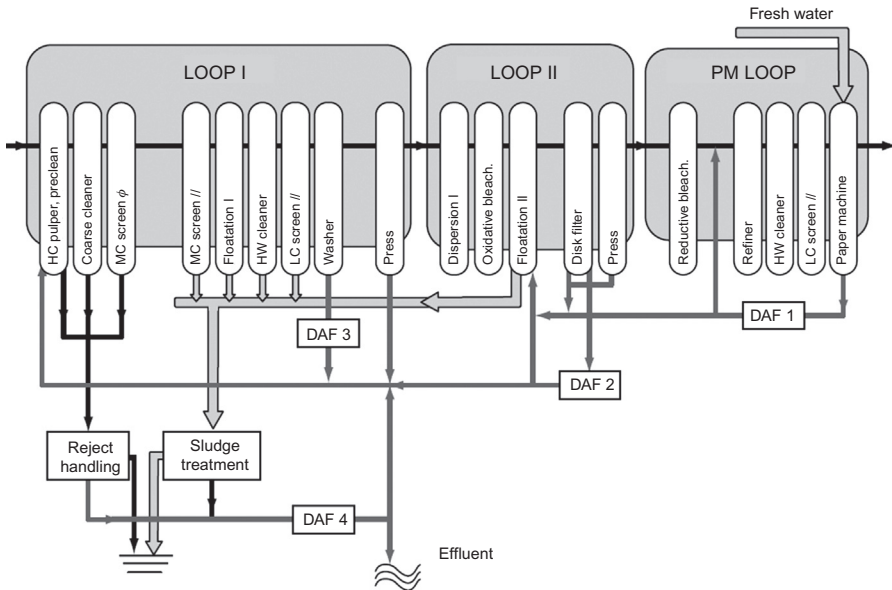 Fresh water
LOOP I
LOOP II
PM LOOP
HC pulper, preclean
Coarse cleaner
MC screen ϕ
MC screen //
Floatation I
HW cleaner
LC screen //
Washer
Press
Dispersion I
Oxidative bleach.
Floatation II
Disk filter
Press
Reductive bleach.
Refiner
HW cleaner
LC screen //
Paper machine
DAF 1
DAF 3
DAF 2
Reject
handling
Sludge
treatment
DAF 4
Effluent